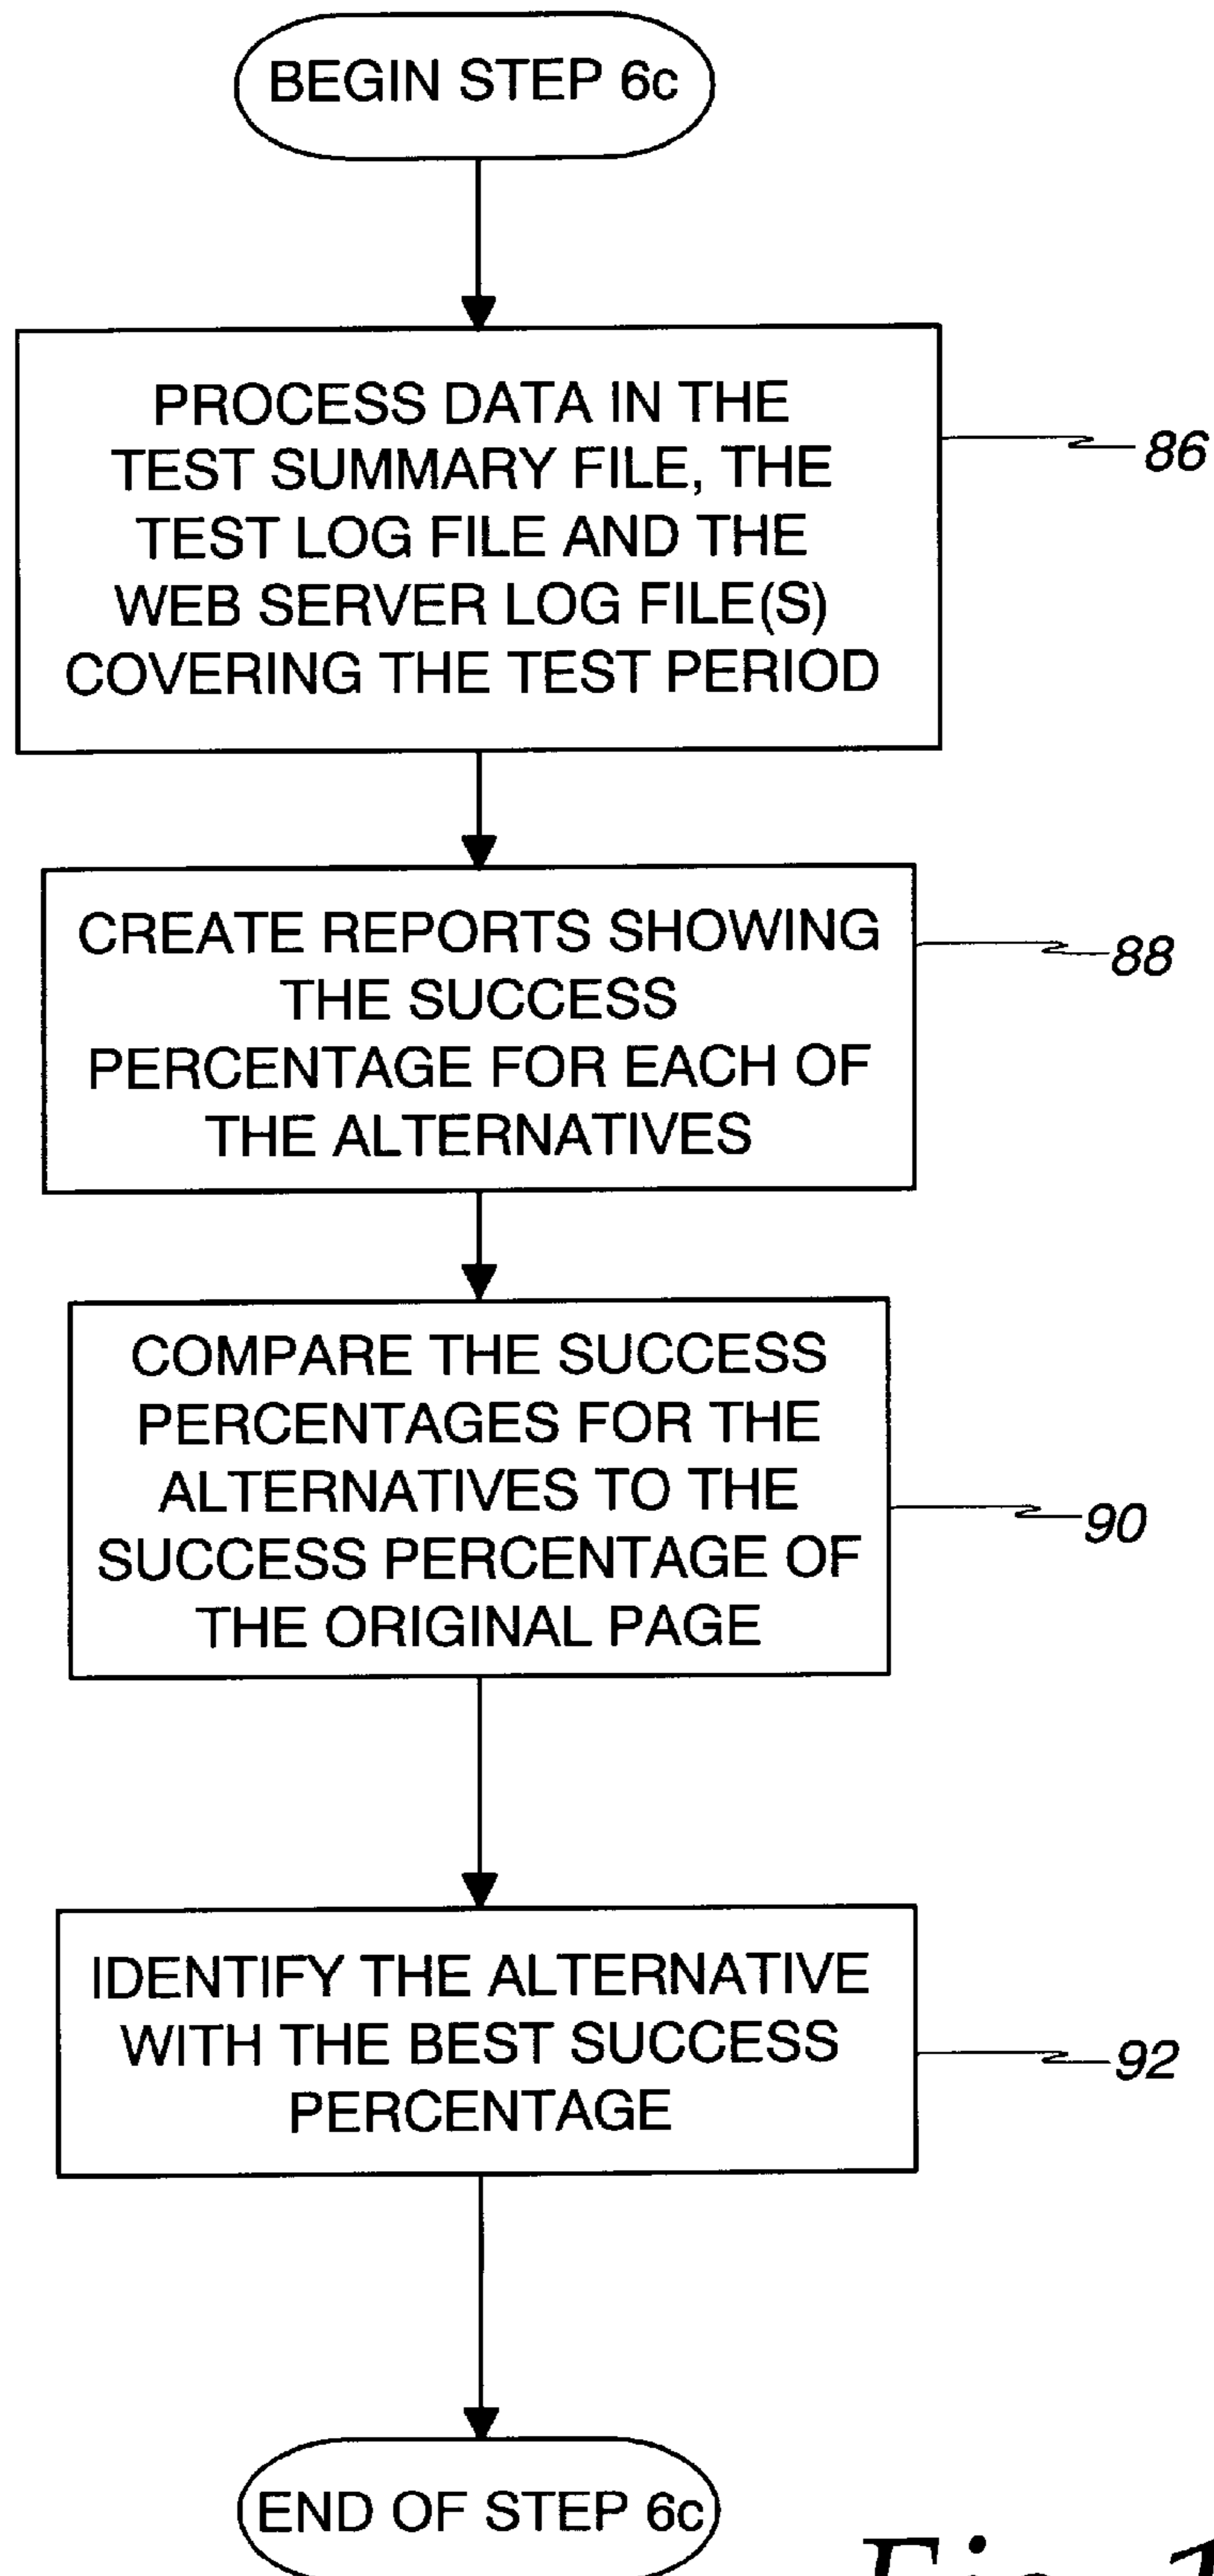 BEGIN STEP 6c
PROCESS DATA IN THE
TEST SUMMARY FILE, THE
TEST LOG FILE AND THE
WEB SERVER LOG FILE(S)
COVERING THE TEST PERIOD
86
CREATE REPORTS SHOWING
THE SUCCESS
PERCENTAGE FOR EACH OF
THE ALTERNATIVES
88
COMPARE THE SUCCESS
PERCENTAGES FOR THE
ALTERNATIVES TO THE
SUCCESS PERCENTAGE OF
THE ORIGINAL PAGE
90
IDENTIFY THE ALTERNATIVE
WITH THE BEST SUCCESS
PERCENTAGE
92
END OF STEP 6c